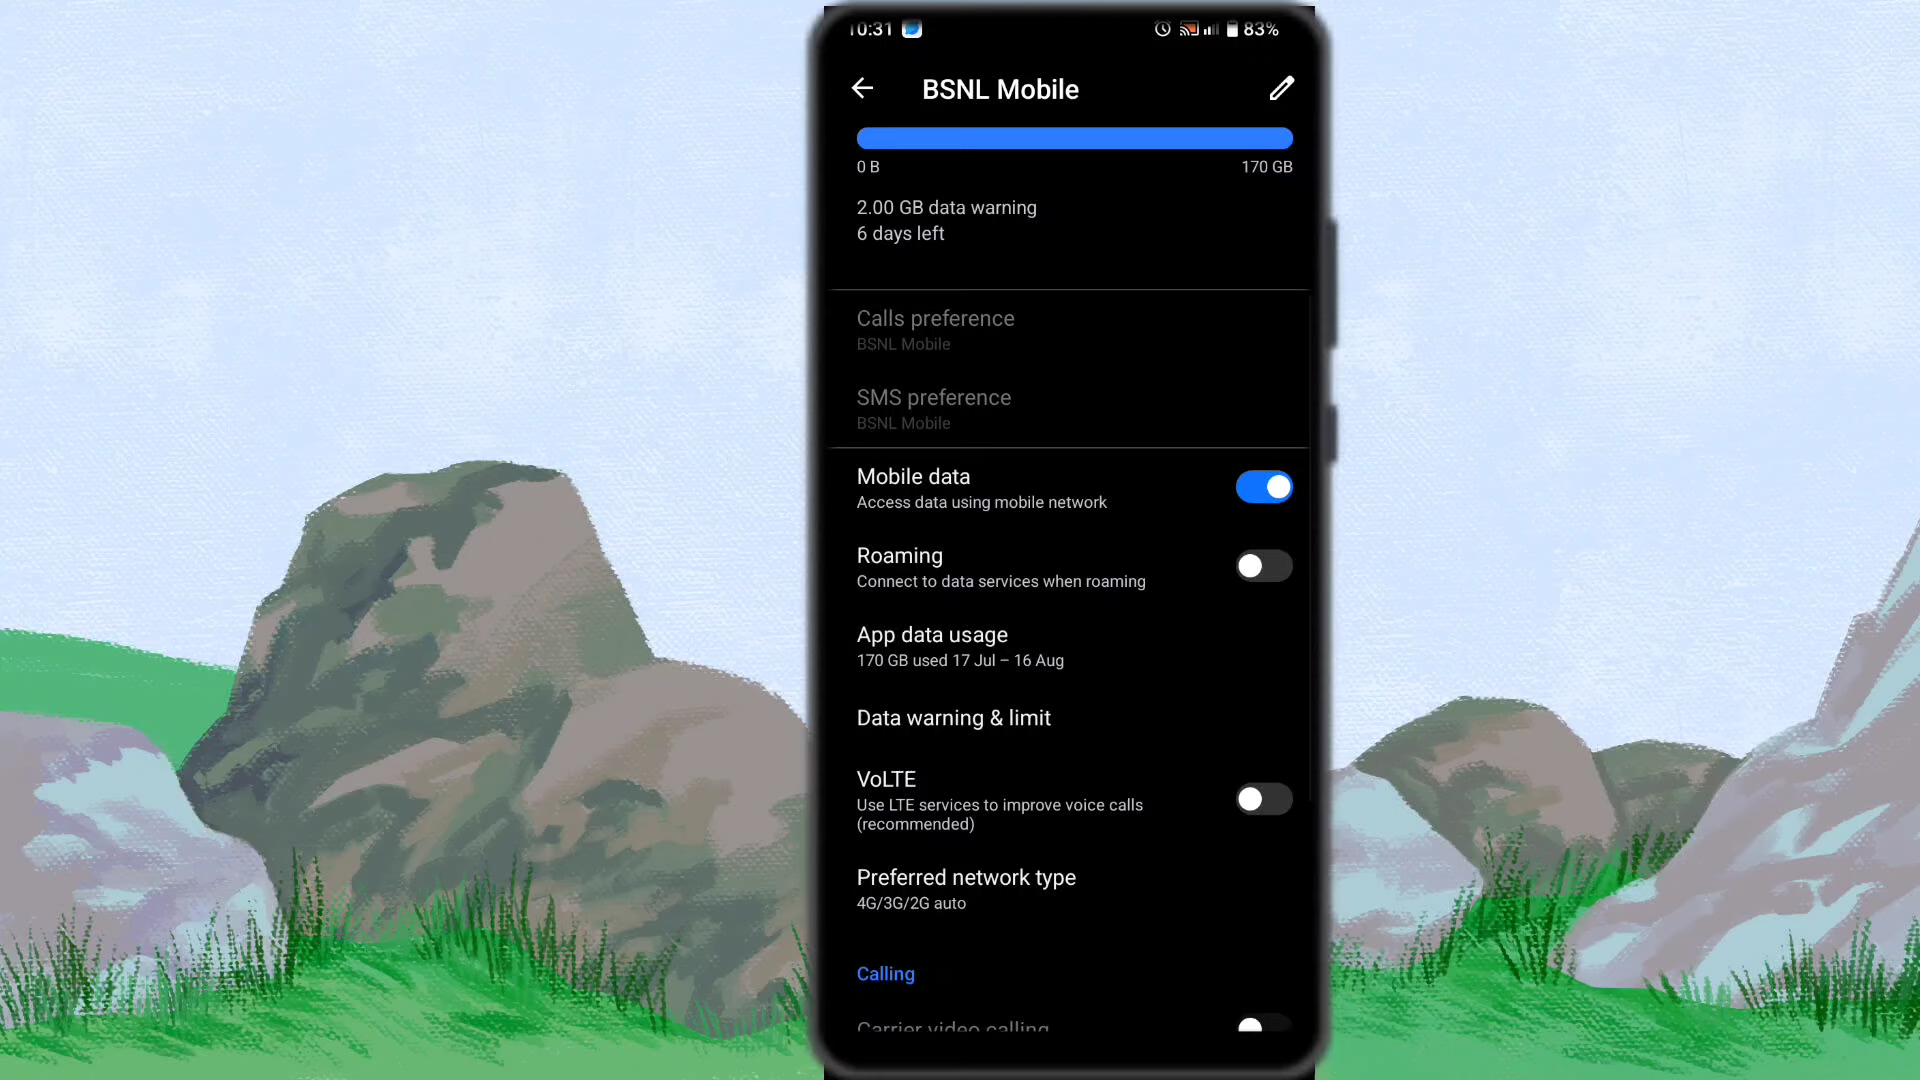 10:31 83%
BSNL Mobile
0 B 170 GB
2.00 GB data warning
6 days left
Calls preference
BSNL Mobile
SMS preference
BSNL Mobile
Mobile data
Access data using mobile network
Roaming
Connect to data services when roaming
App data usage
170 GB used 17 Jul – 16 Aug
Data warning & limit
VoLTE
Use LTE services to improve voice calls
(recommended)
Preferred network type
4G/3G/2G auto
Calling
Carrier video calling